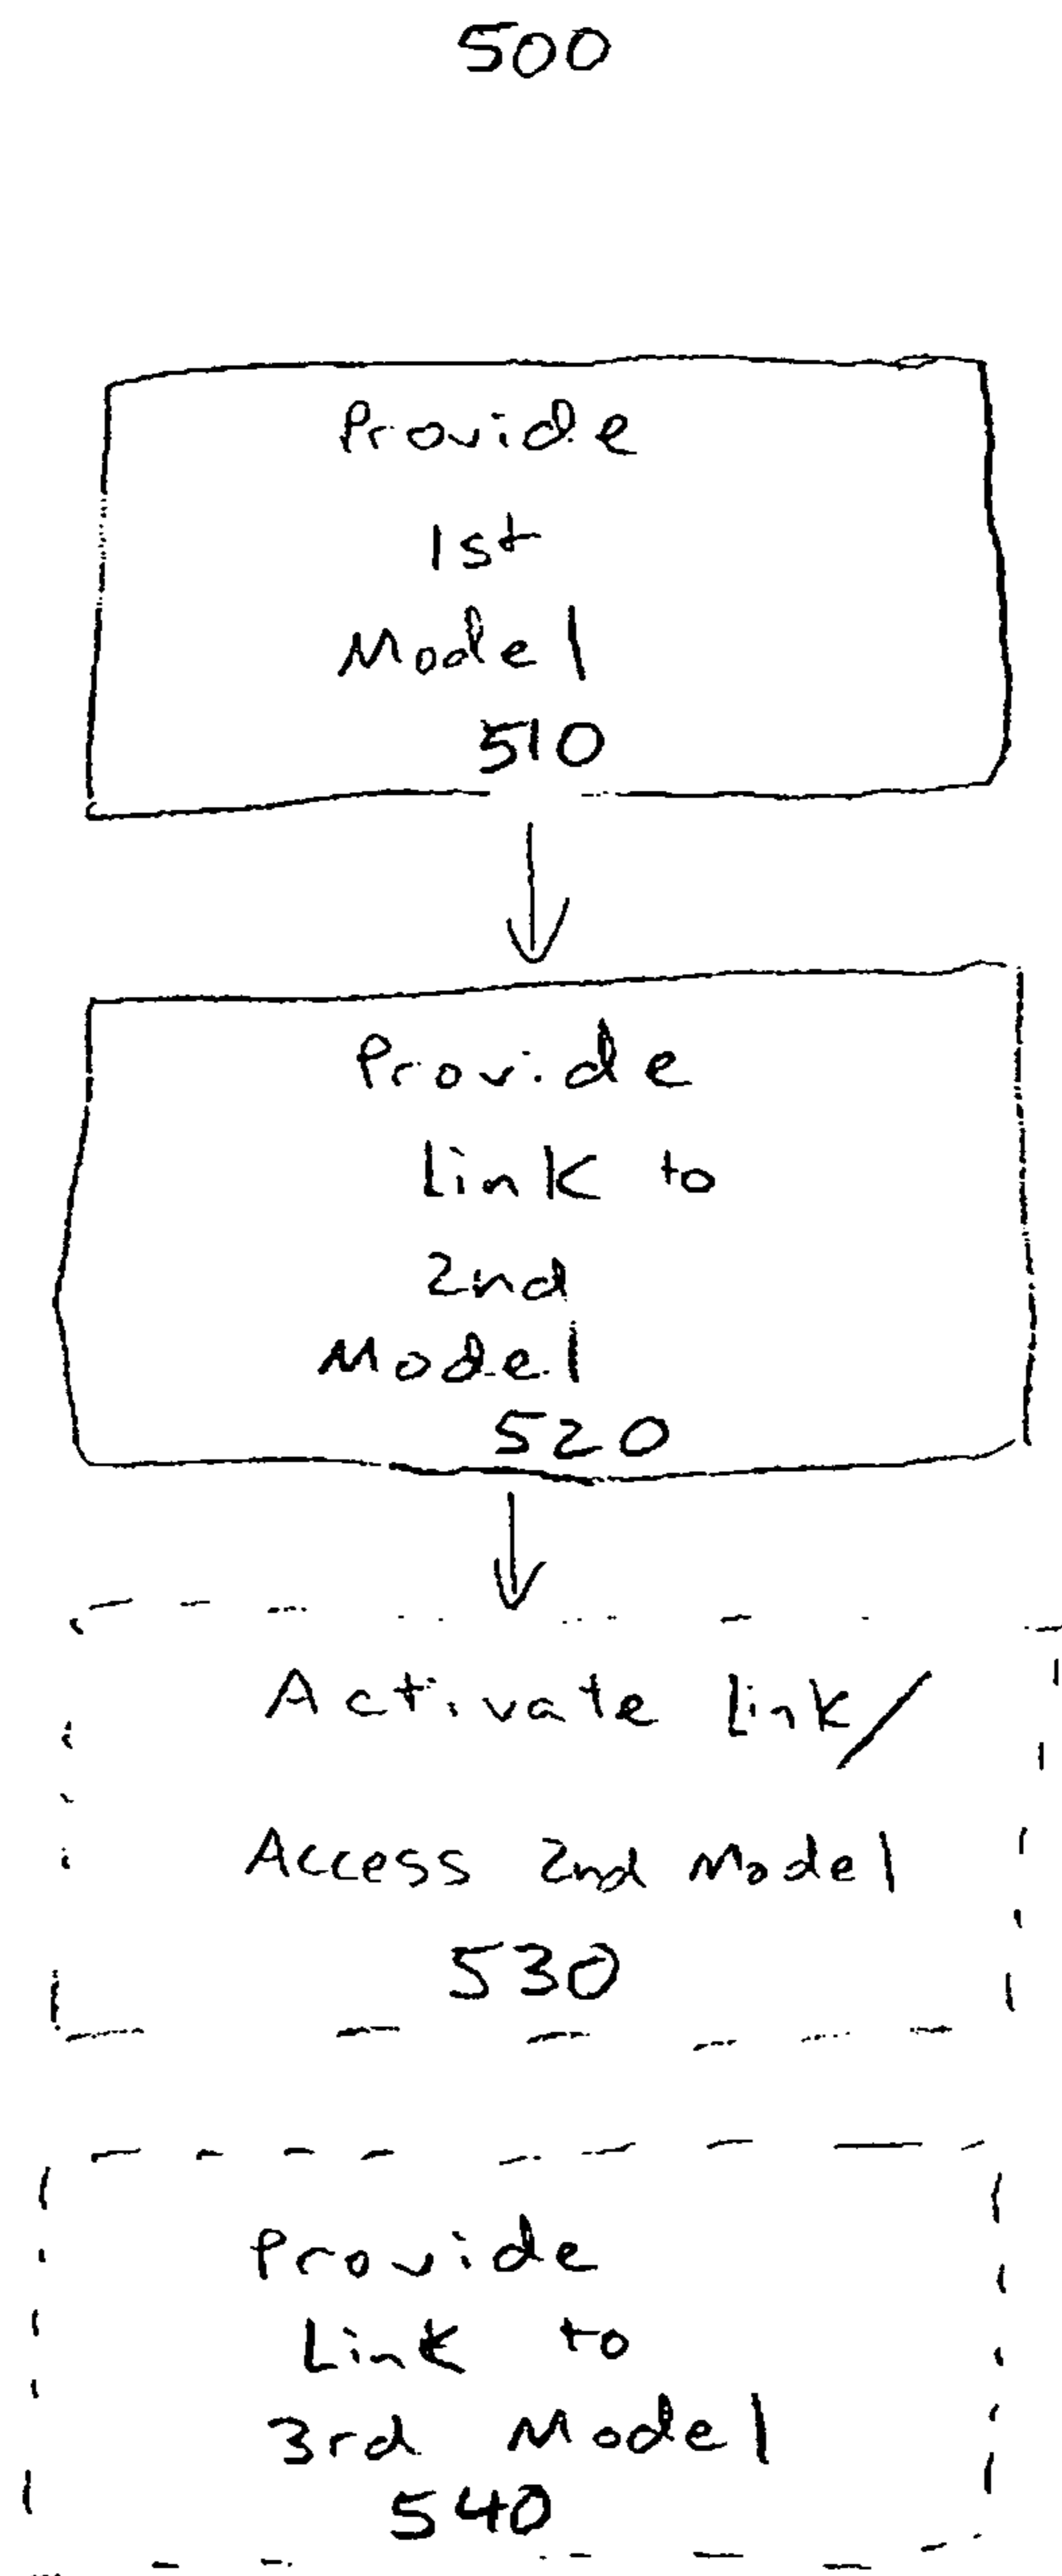 500
Provide
1st
Model
510
Provide
Link to
2nd
Model
520
Activate Link/
Access 2nd Model
530
Provide
Link to
3rd Model
540